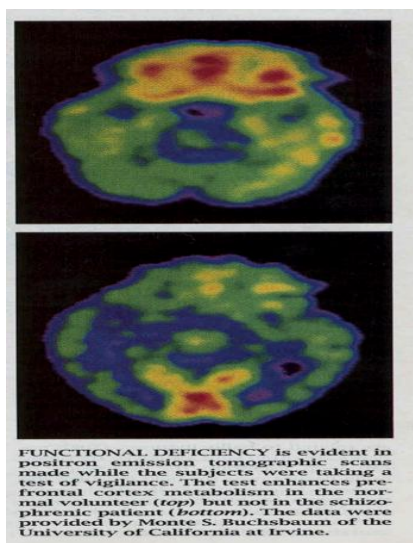 FUNCTIONAL DEFICIENCY is evident in
positron emission tomographic scans
made while the subjects were taking a
test of vigilance. The test enhances pre-
frontal cortex metabolism in the nor-
mal volunteer (top) but not in the schizo-
phrenic patient (bottom). The data were
provided by Monte S. Buchsbaum of the
University of California at Irvine.